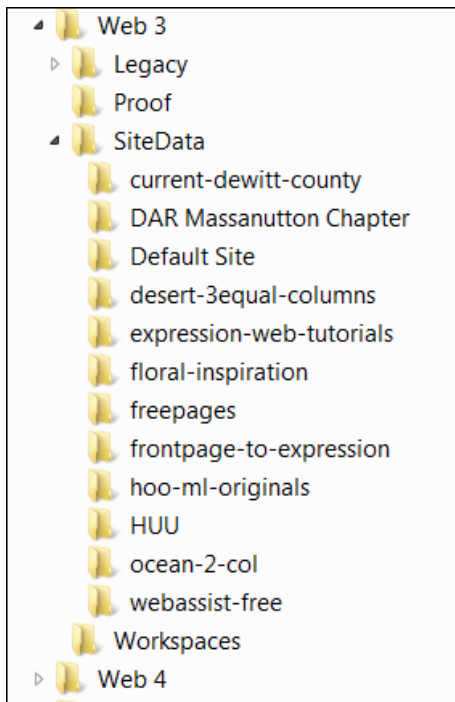 Web 3
Legacy
Proof
SiteData
current-dewitt-county
DAR Massanutton Chapter
Default Site
desert-3equal-columns
expression-web-tutorials
floral-inspiration
freepages
frontpage-to-expression
hoo-ml-originals
HUU
ocean-2-col
webassist-free
Workspaces
Web 4